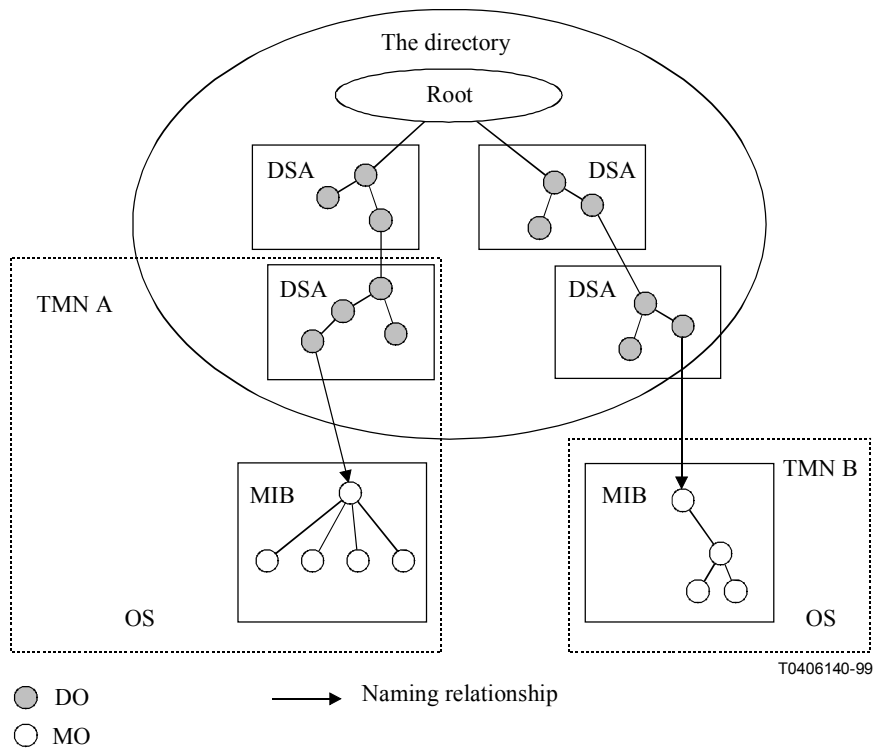 The directory
Root
DSA
DSA
TMN A
DSA
DSA
MIB
MIB
TMN B
OS
OS
T0406140-99
DO
Naming relationship
MO